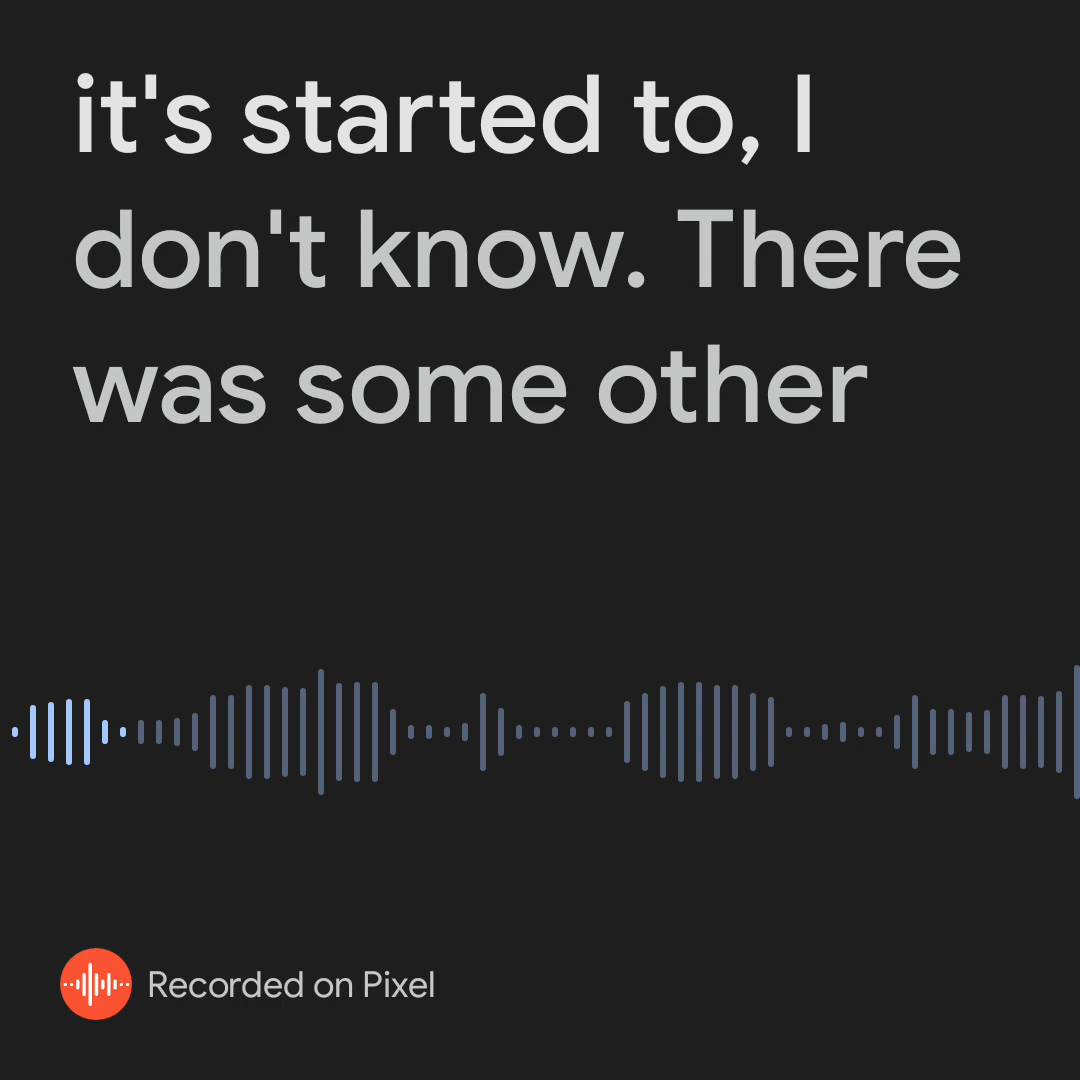 it's started to, I
don't know. There
was some other
Recorded on Pixel